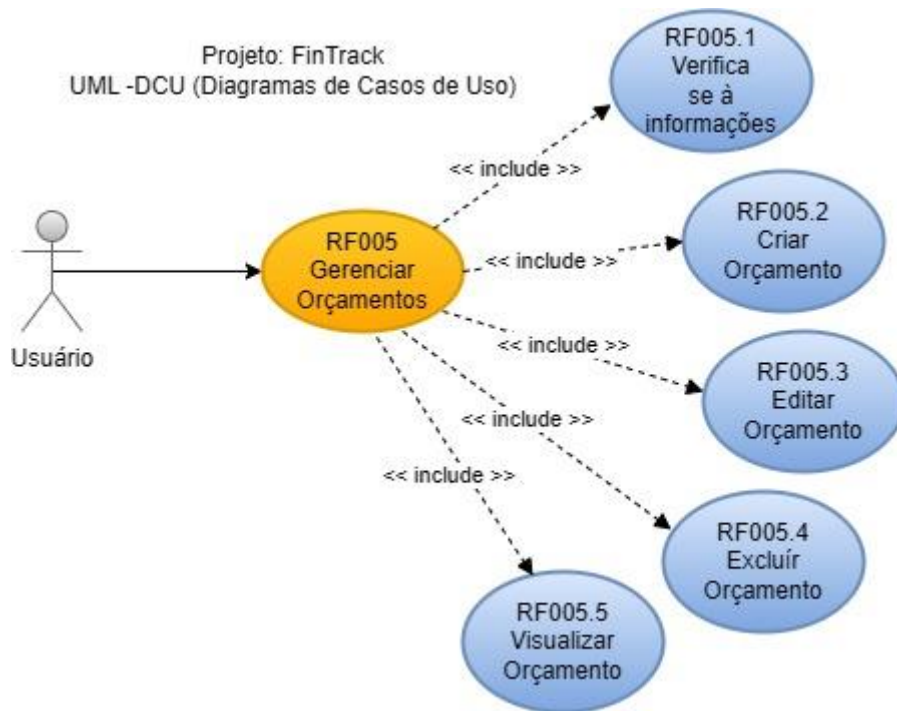 Projeto: FinTrack
UML -DCU (Diagramas de Casos de Uso)
RF005.1
Verifica
se à
informações
<< include >>
RF005.2
Criar
Orçamento
<< include >>
RF005
Gerenciar
Orçamentos
Usuário
<< include >>
RF005.3
Editar
Orçamento
<< include >>
<< include >>
RF005.4
Excluír
Orçamento
RF005.5
Visualizar
Orçamento